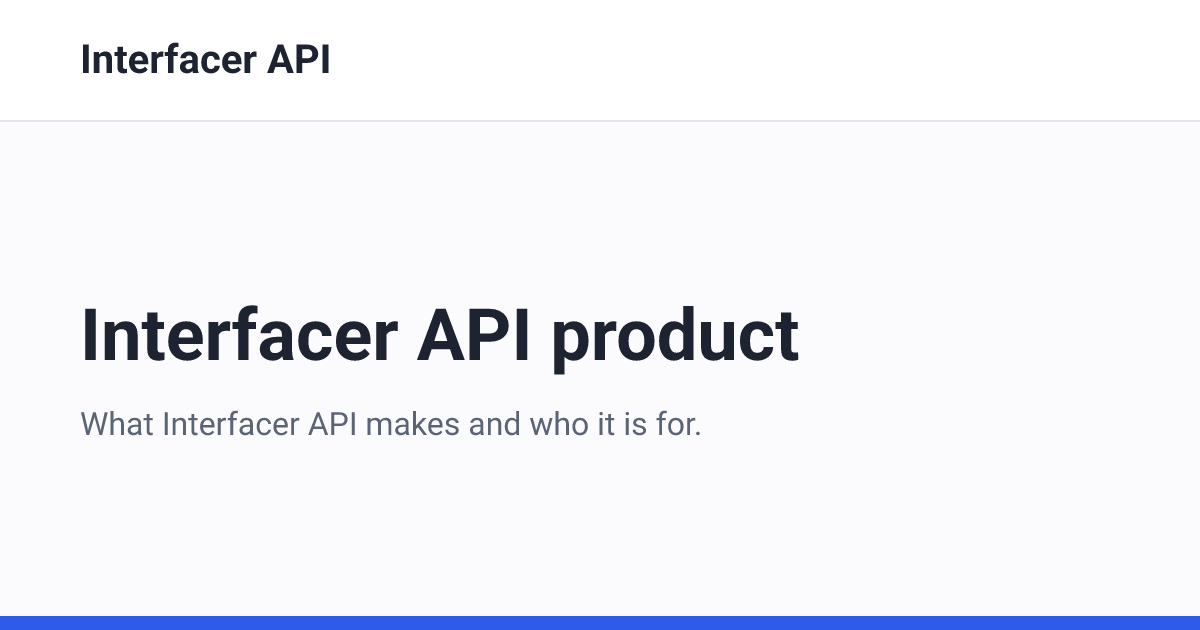 Interfacer API
Interfacer API product
What Interfacer API makes and who it is for.